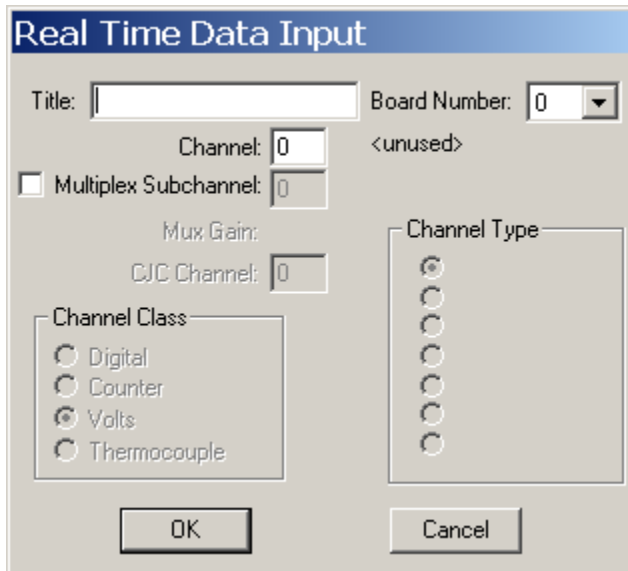 Real Time Data Input
Title: Board Number: 0
Channel: 0 <unused>
Multiplex Subchannel: 0
Mux Gain:
CJC Channel: 0
Channel Type
Channel Class
Digital
Counter
Volts
Thermocouple
OK Cancel